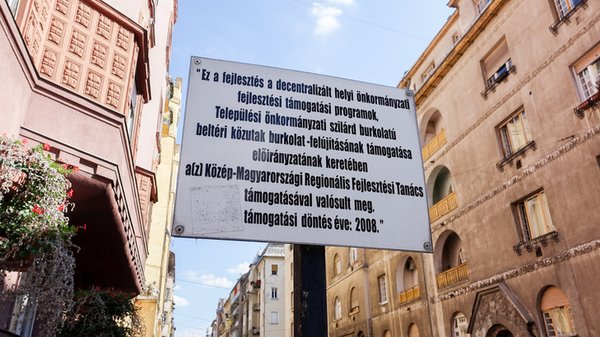 "Ez a fejlesztés a decentralizált helyi önkormányzati
fejlesztési támogatási programok,
Települési önkormányzati szilárd burkolatú
beltéri közutak burkolat-felújításának támogatása
előirányzatának keretében
a(z) Közép-Magyarországi Regionális Fejlesztési Tanács
támogatásával valósult meg.
támogatási döntés éve: 2008."